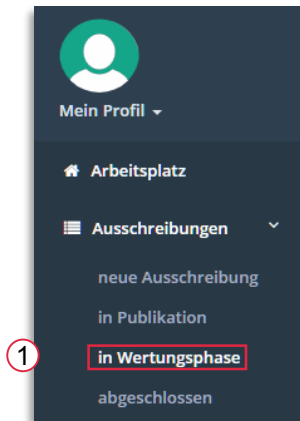 Mein Profil
Arbeitsplatz
Ausschreibungen
neue Ausschreibung
in Publikation
1 in Wertungsphase
abgeschlossen